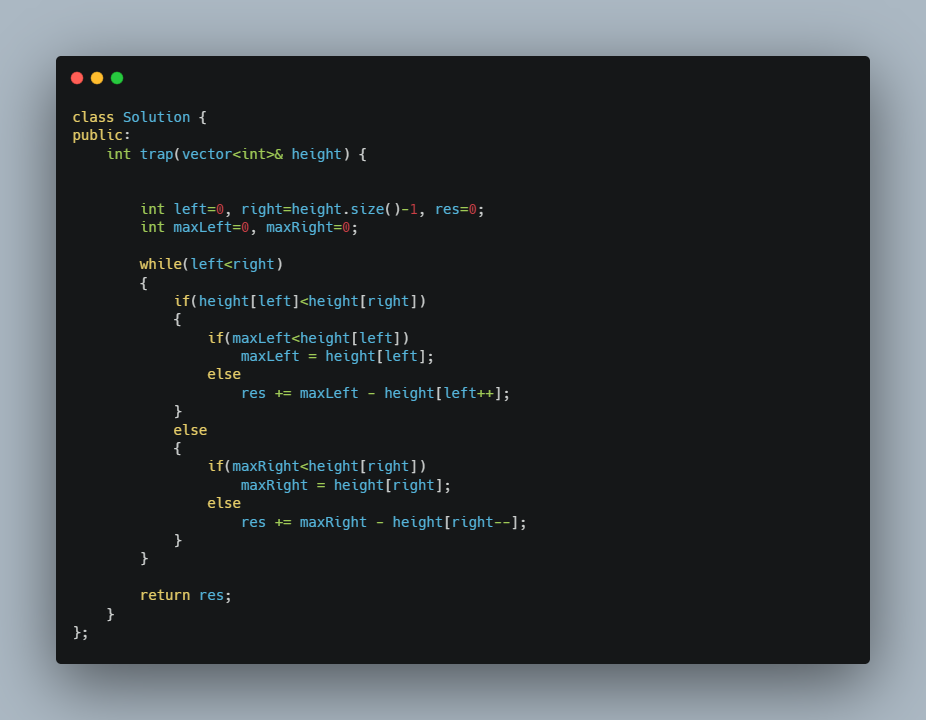 class Solution {
public:
    int trap(vector<int>& height) {


        int left=0, right=height.size()-1, res=0;
        int maxLeft=0, maxRight=0;

        while(left<right)
        {
            if(height[left]<height[right])
            {
                if(maxLeft<height[left])
                    maxLeft = height[left];
                else
                    res += maxLeft - height[left++];
            }
            else
            {
                if(maxRight<height[right])
                    maxRight = height[right];
                else
                    res += maxRight - height[right--];
            }
        }

        return res;
    }
};